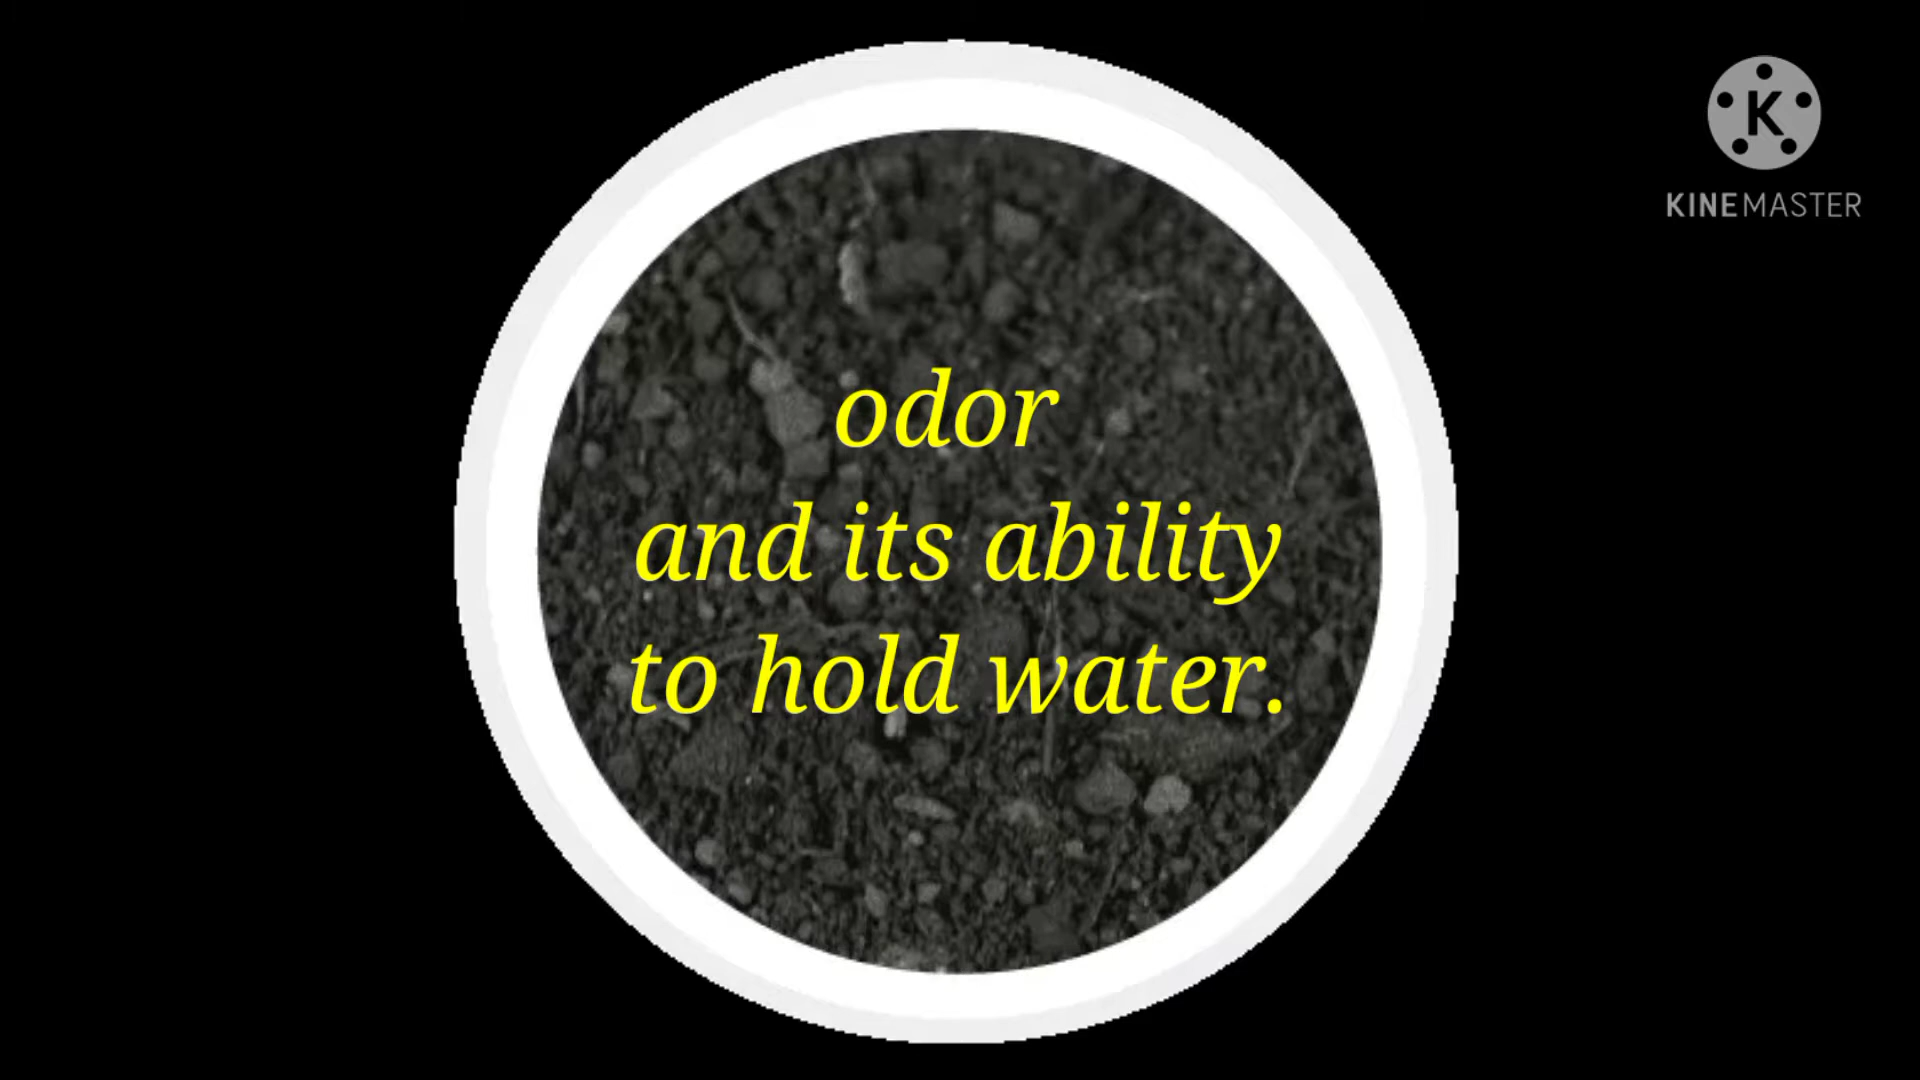 odor
and its ability
to hold water.
K
KINEMASTER